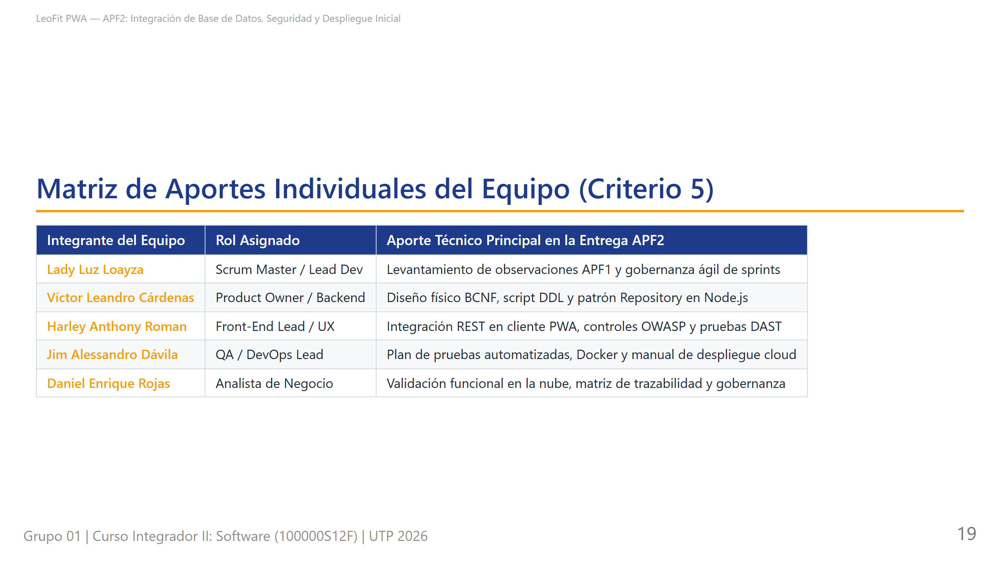 LeoFit PWA — APF2: Integración de Base de Datos, Seguridad y Despliegue Inicial
Matriz de Aportes Individuales del Equipo (Criterio 5)
Integrante del Equipo Rol Asignado Aporte Técnico Principal en la Entrega APF2
Lady Luz Loayza Scrum Master / Lead Dev Levantamiento de observaciones APF1 y gobernanza ágil de sprints
Víctor Leandro Cárdenas Product Owner / Backend Diseño físico BCNF, script DDL y patrón Repository en Node.js
Harley Anthony Roman Front-End Lead / UX Integración REST en cliente PWA, controles OWASP y pruebas DAST
Jim Alessandro Dávila QA / DevOps Lead Plan de pruebas automatizadas, Docker y manual de despliegue cloud
Daniel Enrique Rojas Analista de Negocio Validación funcional en la nube, matriz de trazabilidad y gobernanza
Grupo 01 | Curso Integrador II: Software (100000S12F) | UTP 2026
19